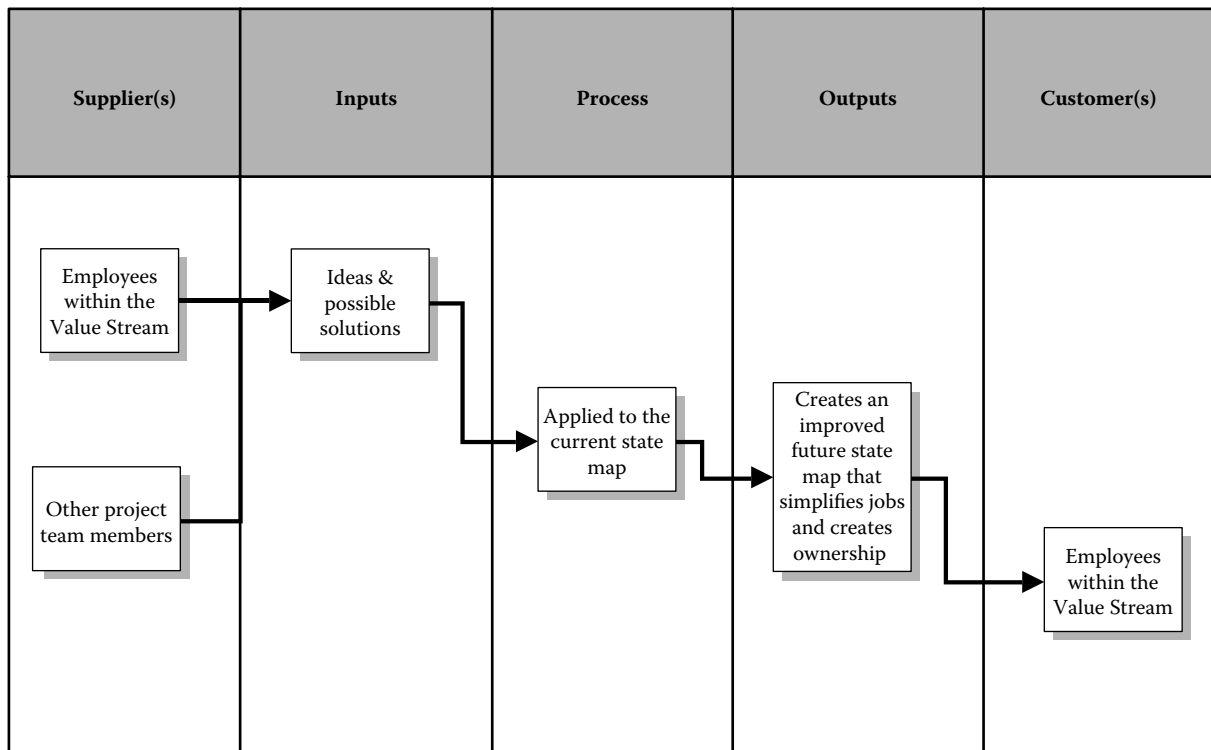 Supplier(s)
Inputs
Process
Outputs
Customer(s)
Employees
within the
Value Stream
Other project
team members
Ideas &
possible
solutions
Applied to the
current state
map
Creates an
improved
future state
map that
simplifies jobs
and creates
ownership
Employees
within the
Value Stream